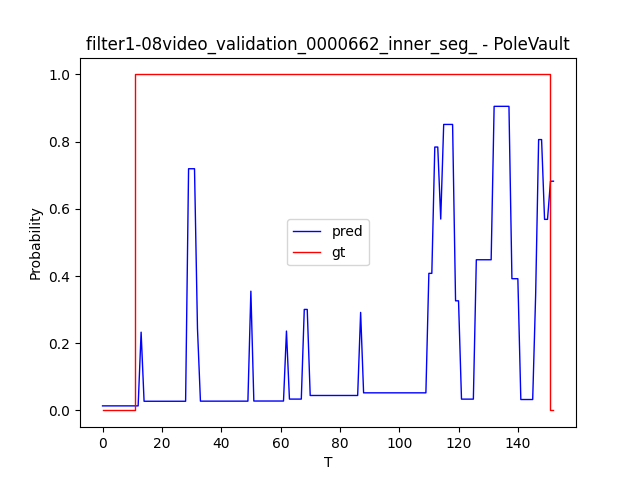 filter1-08video_validation_0000662_inner_seg_ - PoleVault
1.0
0.8
0.6
0.4
0.2
0.0
Probability
pred
gt
0 20 40 60 80 100 120 140
T